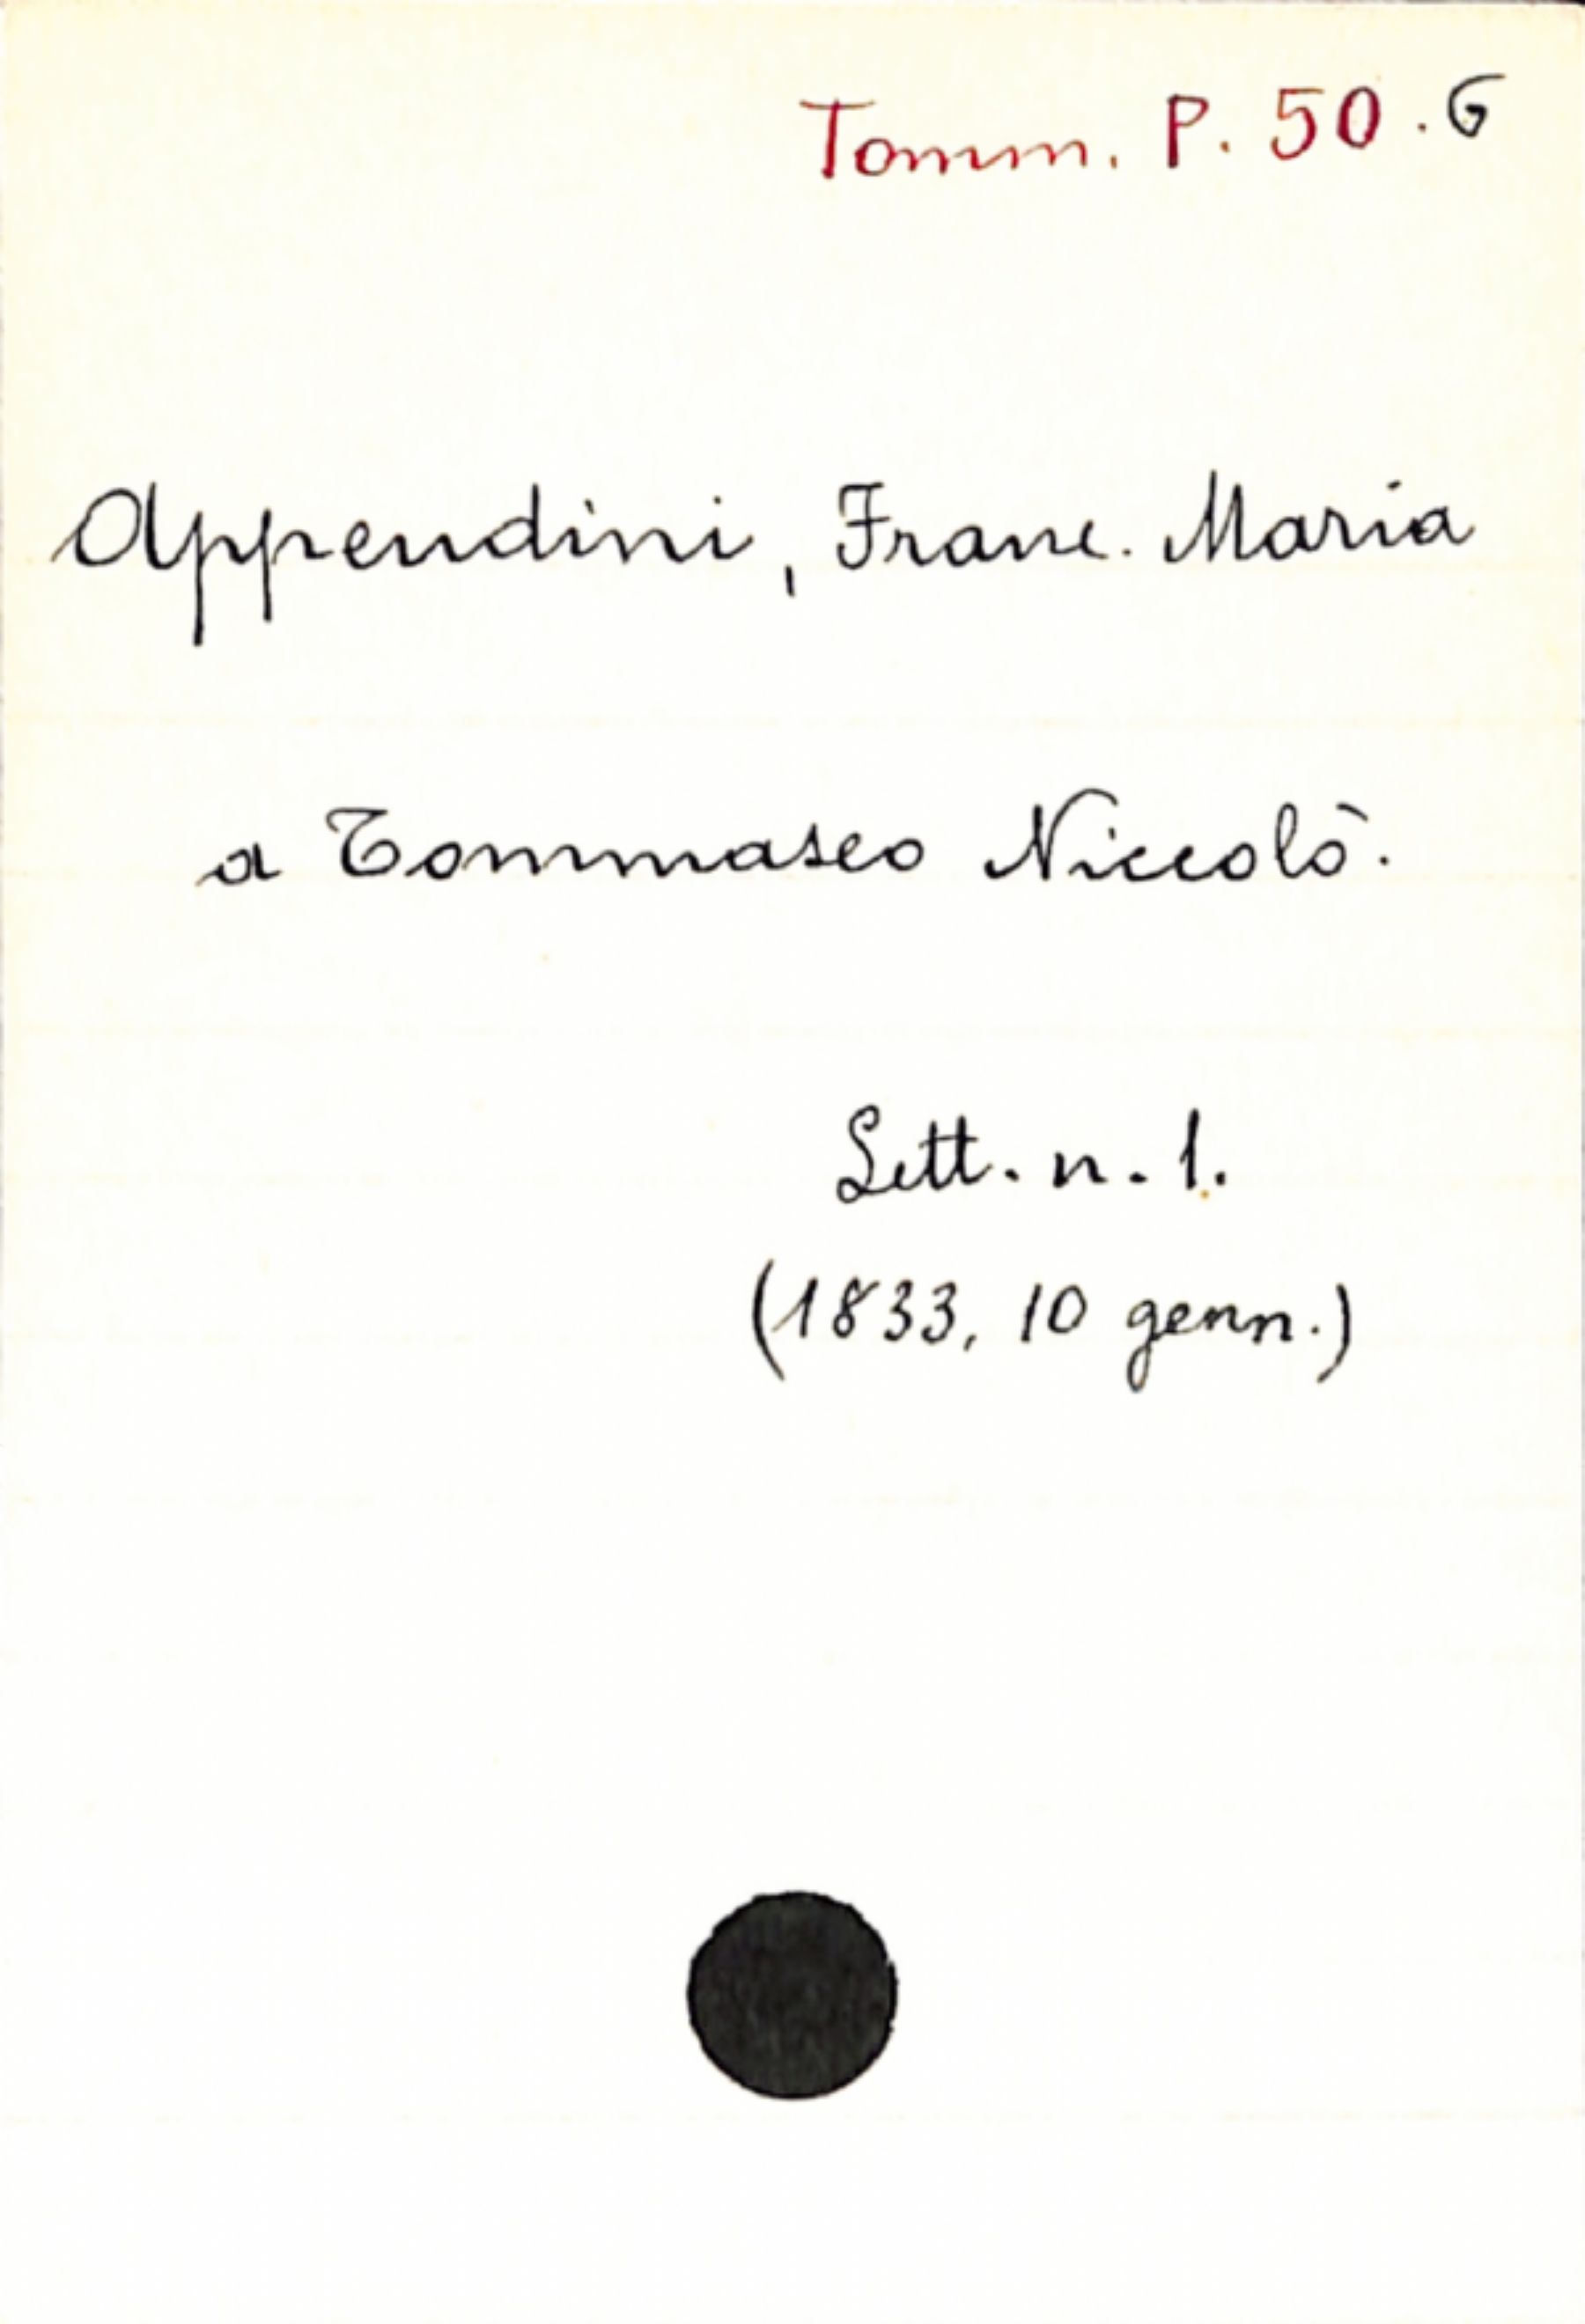 Tomm. P. 50. 6
Appendini, Franc. Maria
a Tommaseo Niccolò.
Lett. n. 1.
(1833, 10 genn.)